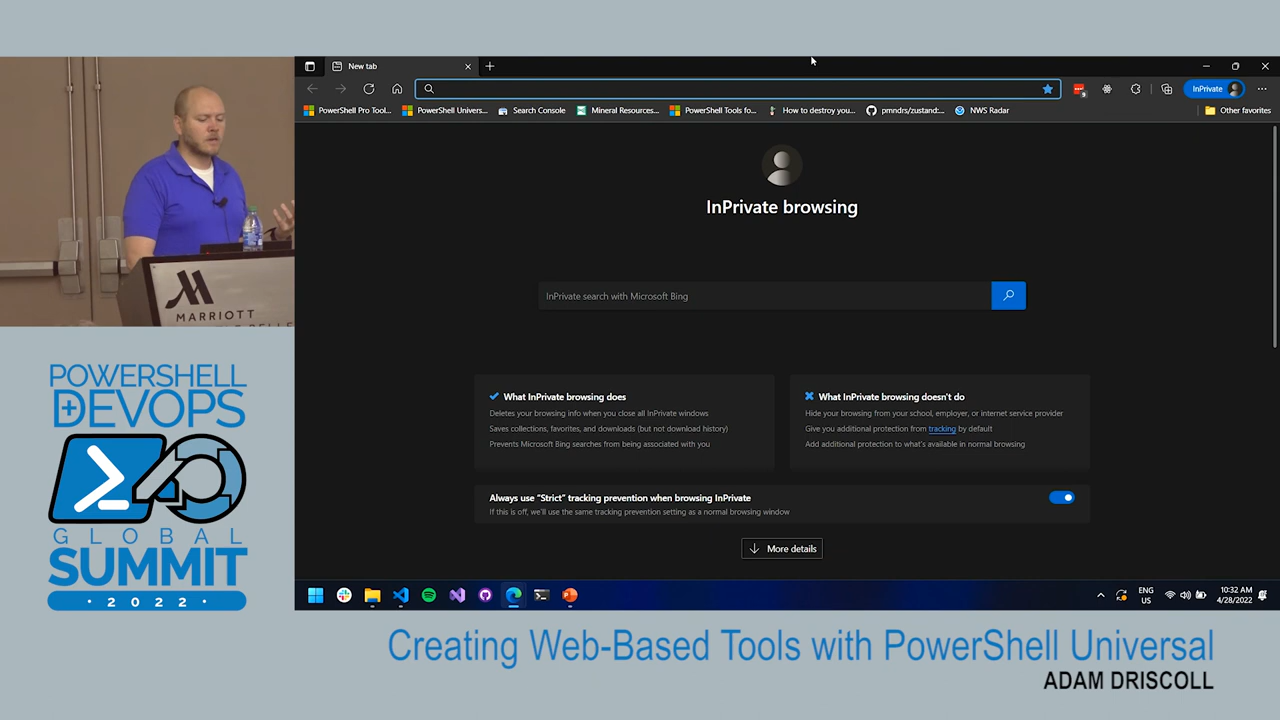 New tab
InPrivate
PowerShell Pro Tool...
PowerShell Univers...
Search Console
Mineral Resources...
PowerShell Tools fo...
How to destroy you...
pmndrs/zustand:...
NWS Radar
Other favorites
InPrivate browsing
InPrivate search with Microsoft Bing
What InPrivate browsing does
Deletes your browsing info when you close all InPrivate windows
Saves collections, favorites, and downloads (but not download history)
Prevents Microsoft Bing searches from being associated with you
What InPrivate browsing doesn't do
Hide your browsing from your school, employer, or internet service provider
Give you additional protection from tracking by default
Add additional protection to what's available in normal browsing
Always use “Strict” tracking prevention when browsing InPrivate
If this is off, we'll use the same tracking prevention setting as a normal browsing window
More details
ENG
US
10:32 AM
4/28/2022
MARRIOTT
POWERSHELL
DEVOPS
GLOBAL
SUMMIT
· 2022 ·
Creating Web-Based Tools with PowerShell Universal
ADAM DRISCOLL